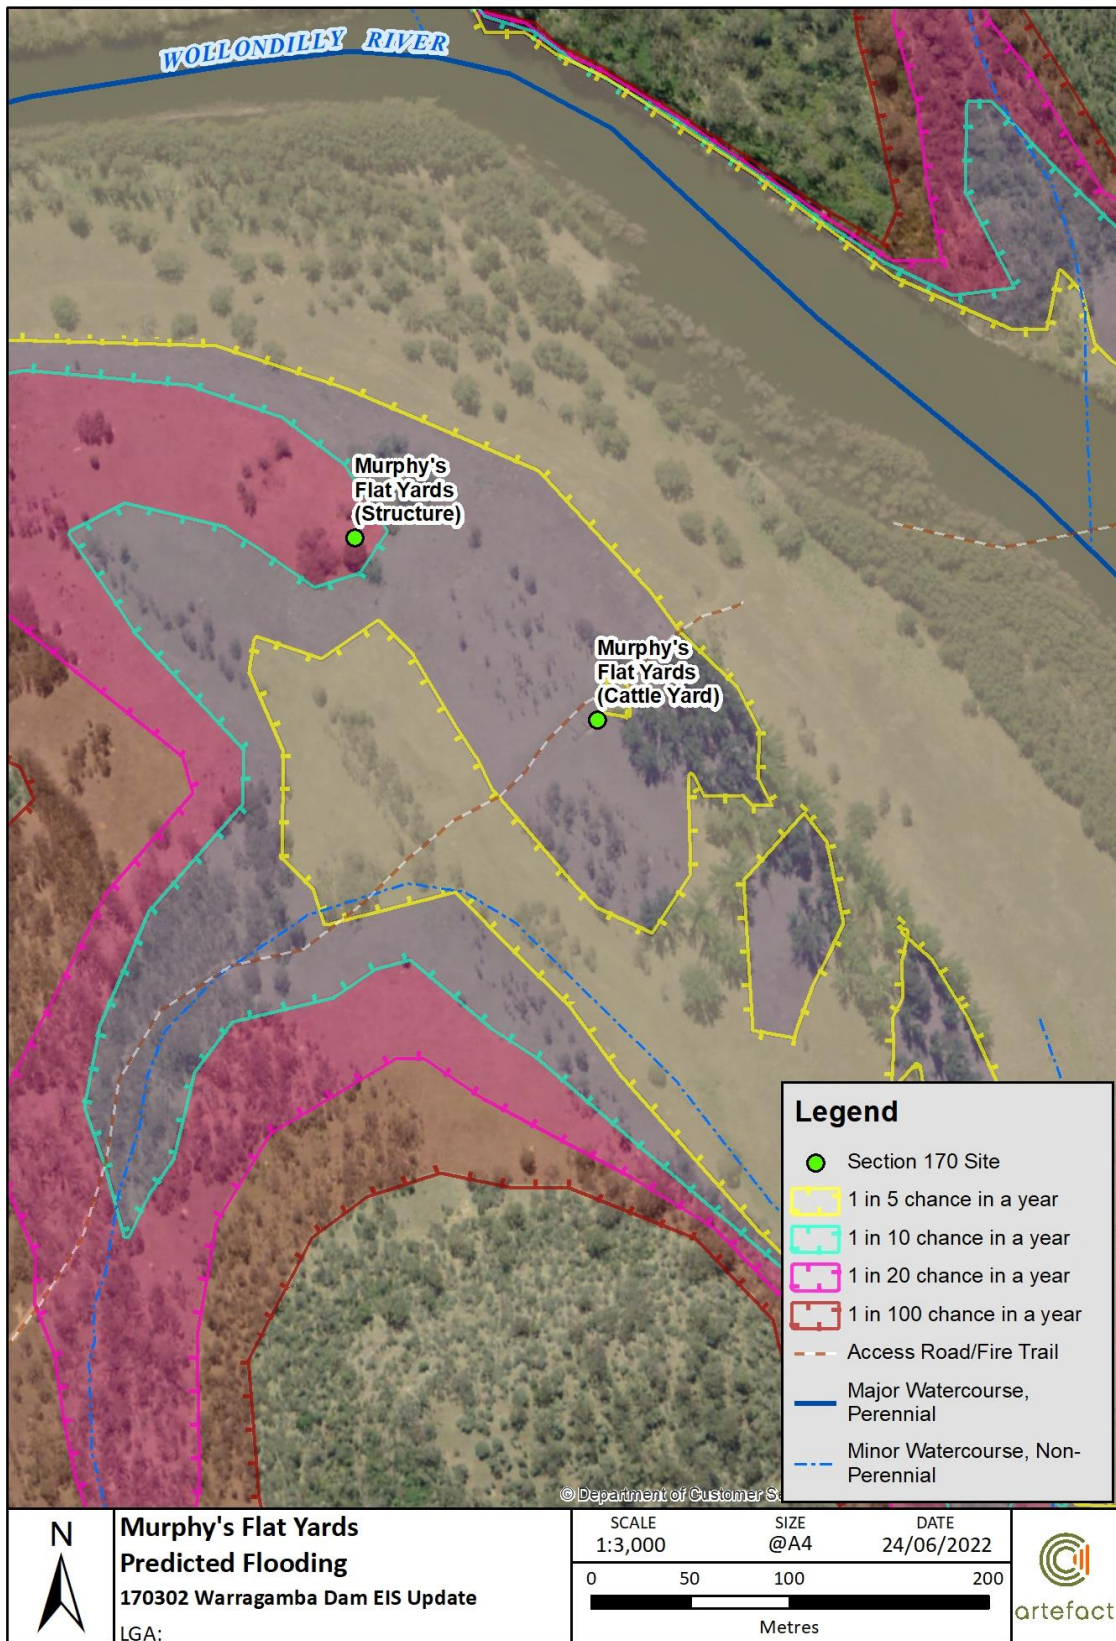 WOLLONDILLY RIVER
Murphy's
Flat Yards
(Structure)
Murphy's
Flat Yards
(Cattle Yard)
Legend
Section 170 Site
1 in 5 chance in a year
1 in 10 chance in a year
1 in 20 chance in a year
1 in 100 chance in a year
Access Road/Fire Trail
Major Watercourse,
Perennial
Minor Watercourse, Non-
Perennial
© Department of Customer Se
N
Murphy's Flat Yards
Predicted Flooding
170302 Warragamba Dam EIS Update
LGA:
SCALE
1:3,000
SIZE
@A4
DATE
24/06/2022
0 50 100 200
Metres
artefact